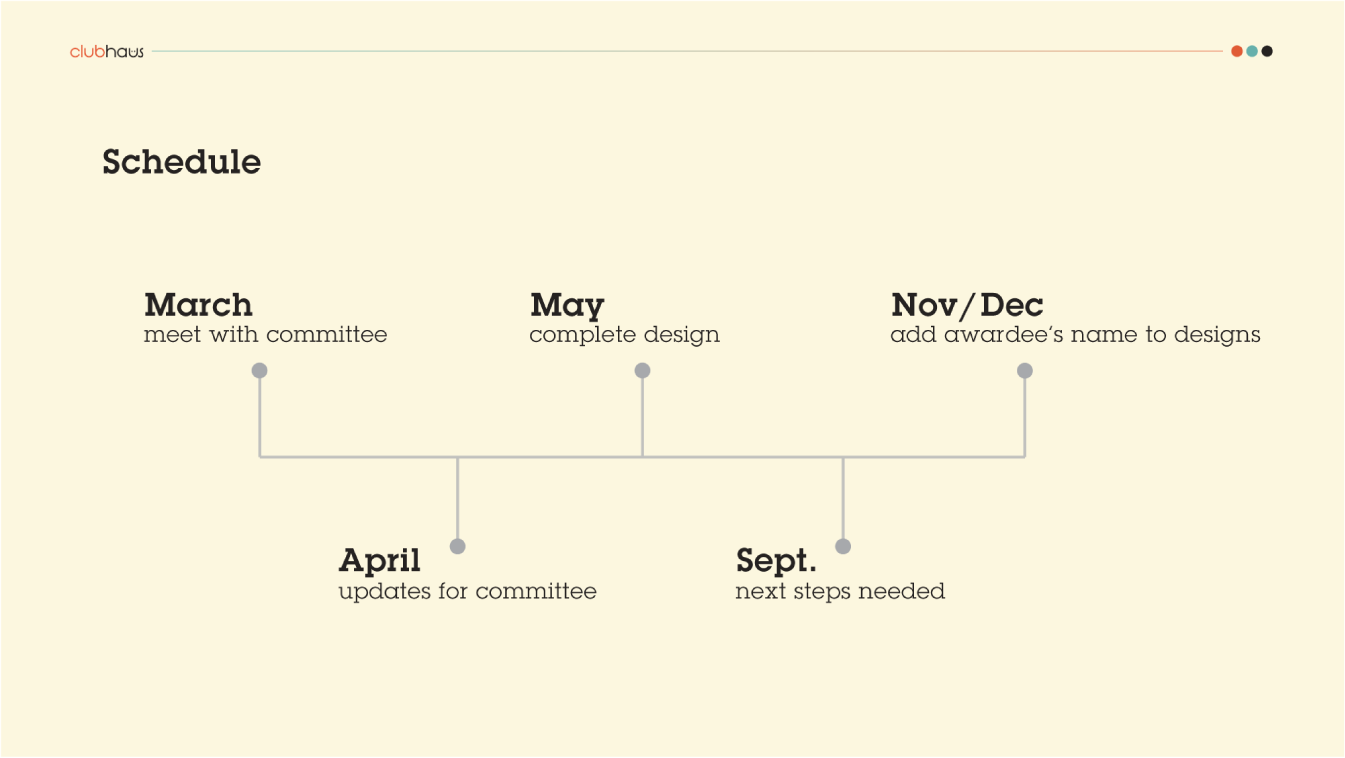 clubhaus
Schedule
March
meet with committee
May
complete design
Nov/Dec
add awardee‘s name to designs
April
updates for committee
Sept.
next steps needed